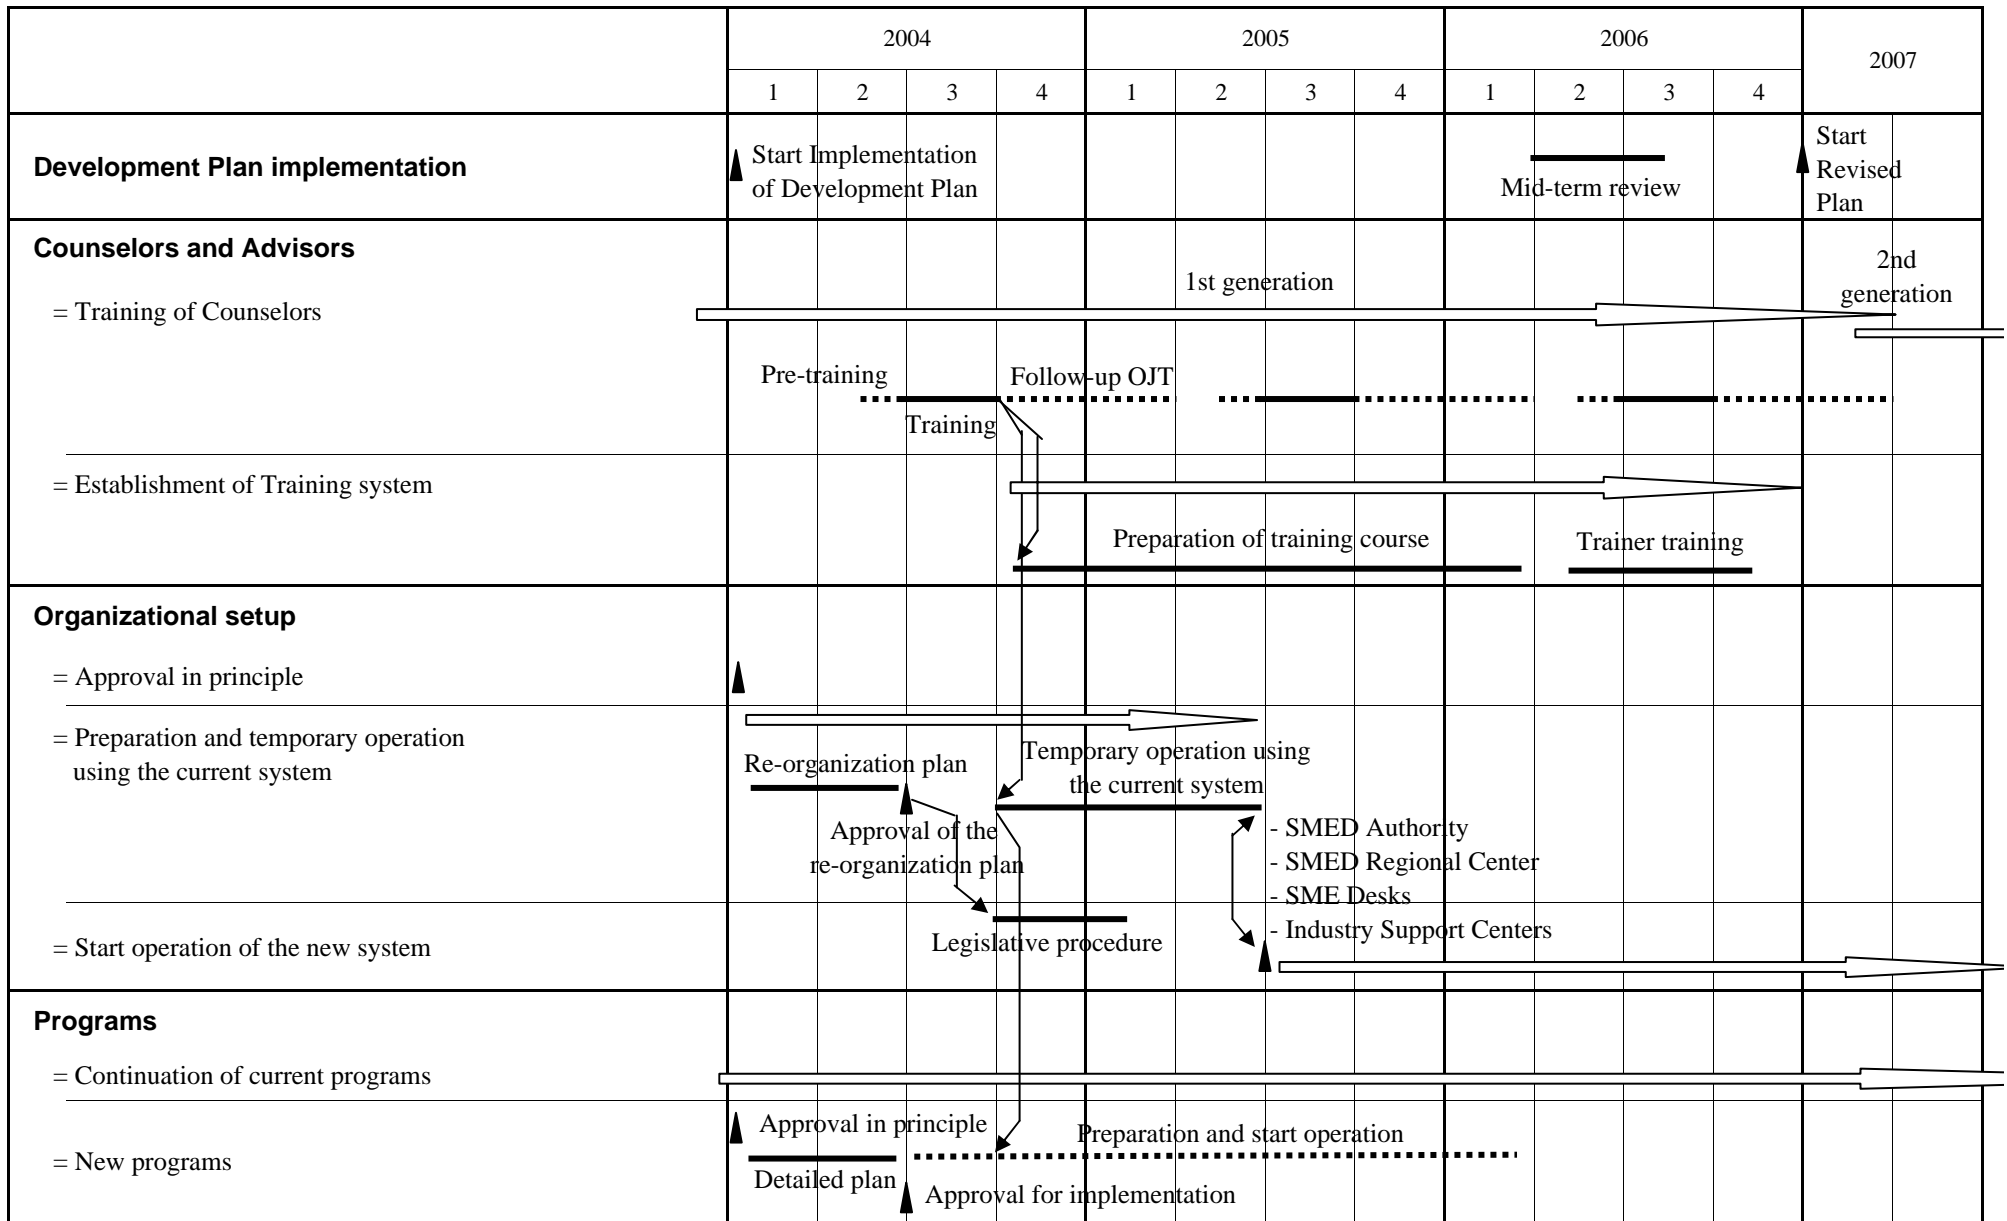 2004 2005 2006 2007
1 2 3 4 1 2 3 4 1 2 3 4
Development Plan implementation
Start Implementation
of Development Plan
Mid-term review
Start
Revised
Plan
Counselors and Advisors
= Training of Counselors
1st generation
2nd
generation
Pre-training
Follow-up OJT
Training
= Establishment of Training system
Preparation of training course
Trainer training
Organizational setup
= Approval in principle
= Preparation and temporary operation
using the current system
Re-organization plan
Temporary operation using
the current system
Approval of the
re-organization plan
- SMED Authority
- SMED Regional Center
- SME Desks
- Industry Support Centers
= Start operation of the new system
Legislative procedure
Programs
= Continuation of current programs
= New programs
Approval in principle
Preparation and start operation
Detailed plan
Approval for implementation